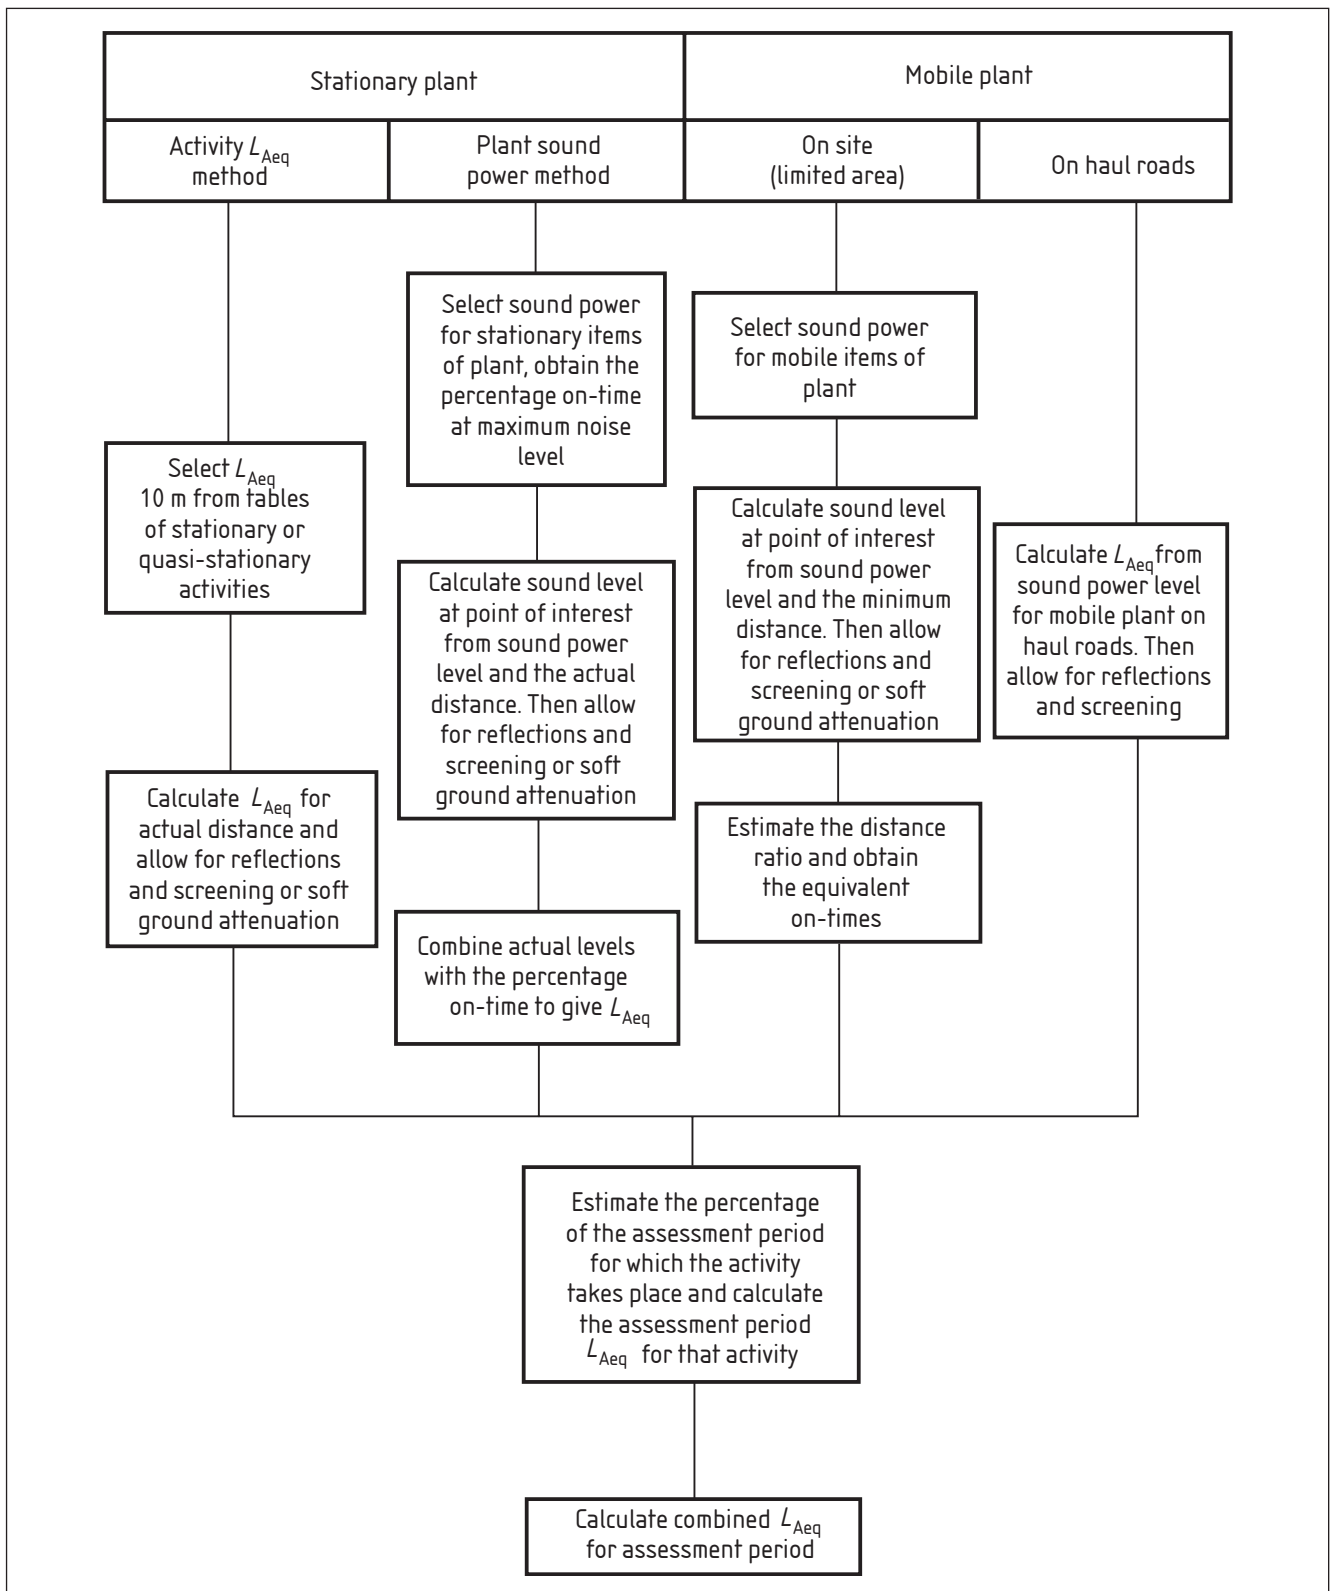 Stationary plant
Mobile plant
Activity LAeq
method
Plant sound
power method
On site
(limited area)
On haul roads
Select LAeq
10 m from tables
of stationary or
quasi-stationary
activities
Calculate LAeq for
actual distance and
allow for reflections
and screening or soft
ground attenuation
Select sound power
for stationary items
of plant, obtain the
percentage on-time
at maximum noise
level
Calculate sound level
at point of interest
from sound power
level and the actual
distance. Then allow
for reflections and
screening or soft
ground attenuation
Combine actual levels
with the percentage
on-time to give LAeq
Select sound power
for mobile items of
plant
Calculate sound level
at point of interest
from sound power
level and the minimum
distance. Then allow
for reflections and
screening or soft
ground attenuation
Estimate the distance
ratio and obtain
the equivalent
on-times
Calculate LAeq from
sound power level
for mobile plant on
haul roads. Then
allow for reflections
and screening
Estimate the percentage
of the assessment period
for which the activity
takes place and calculate
the assessment period
LAeq for that activity
Calculate combined LAeq
for assessment period